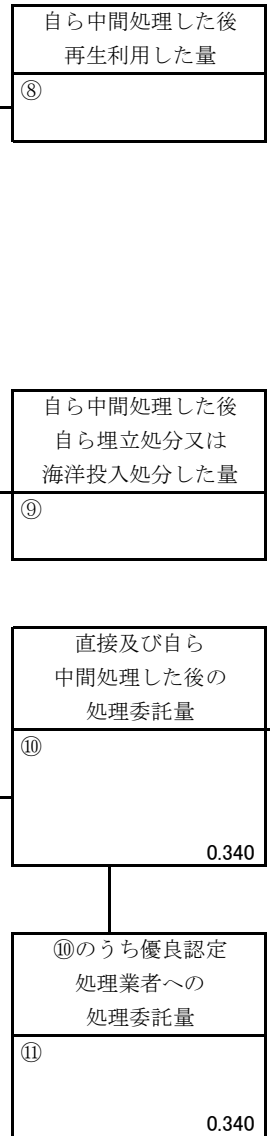 自ら中間処理した後
再生利用した量
⑧
自ら中間処理した後
自ら埋立処分又は
海洋投入処分した量
⑨
直接及び自ら
中間処理した後の
処理委託量
⑩
0.340
⑩のうち優良認定
処理業者への
処理委託量
⑪
0.340